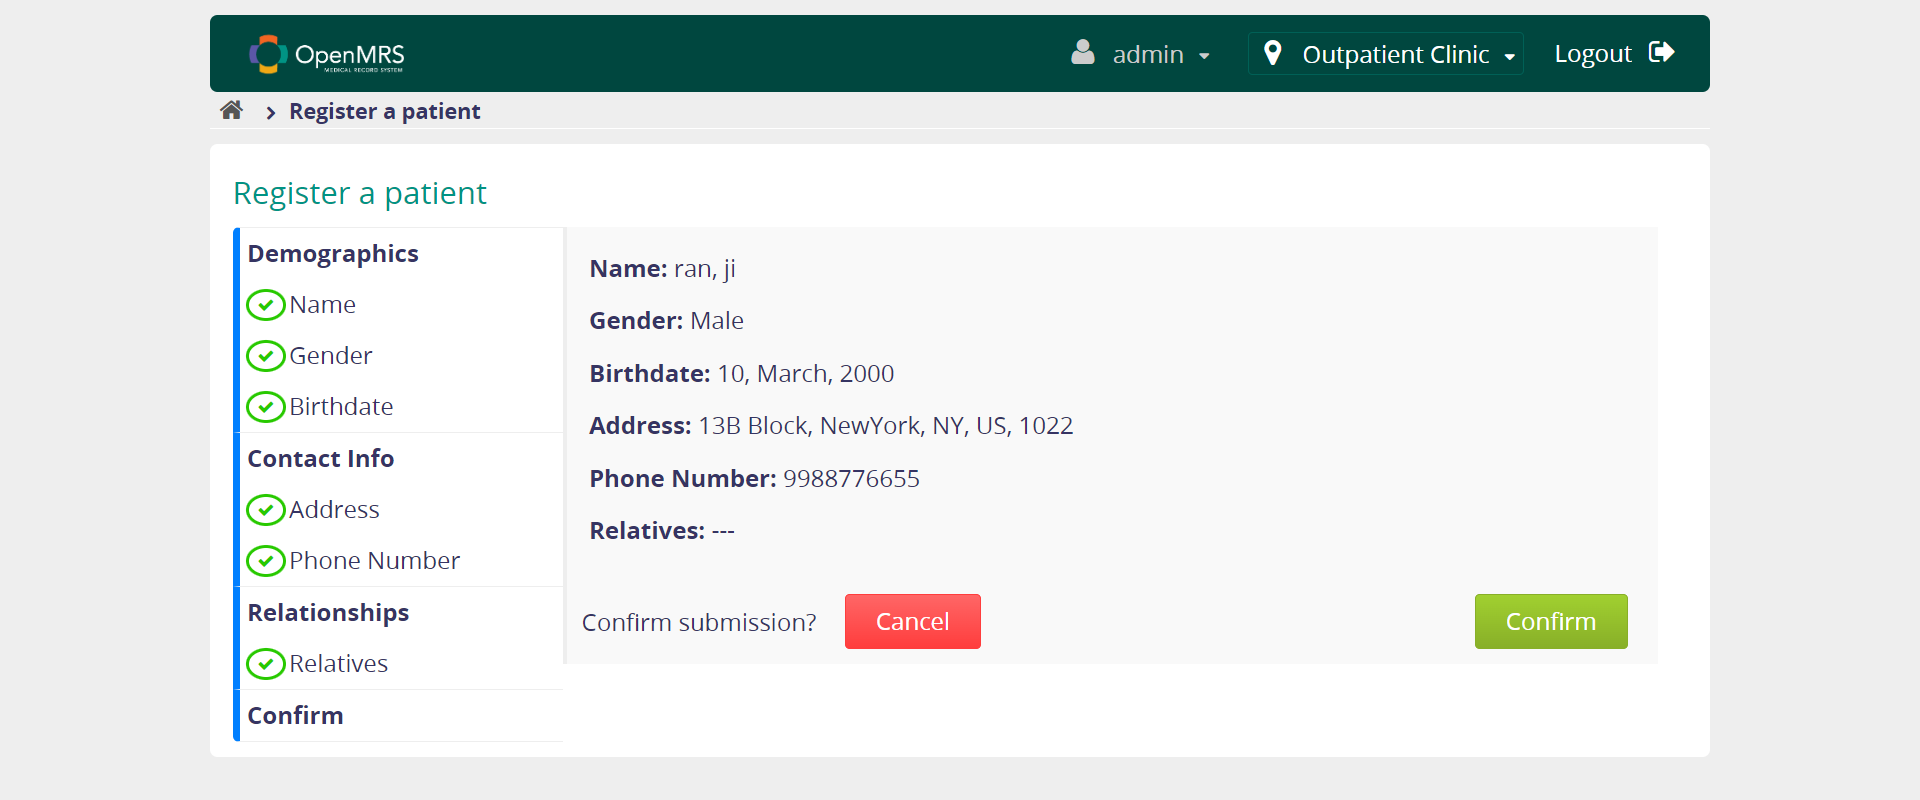 OpenMRS
MEDICAL RECORD SYSTEM
admin
Outpatient Clinic
Logout
Register a patient
Register a patient
Demographics
Name
Gender
Birthdate
Contact Info
Address
Phone Number
Relationships
Relatives
Confirm
Name: ran, ji
Gender: Male
Birthdate: 10, March, 2000
Address: 13B Block, NewYork, NY, US, 1022
Phone Number: 9988776655
Relatives: ---
Confirm submission?
Cancel
Confirm